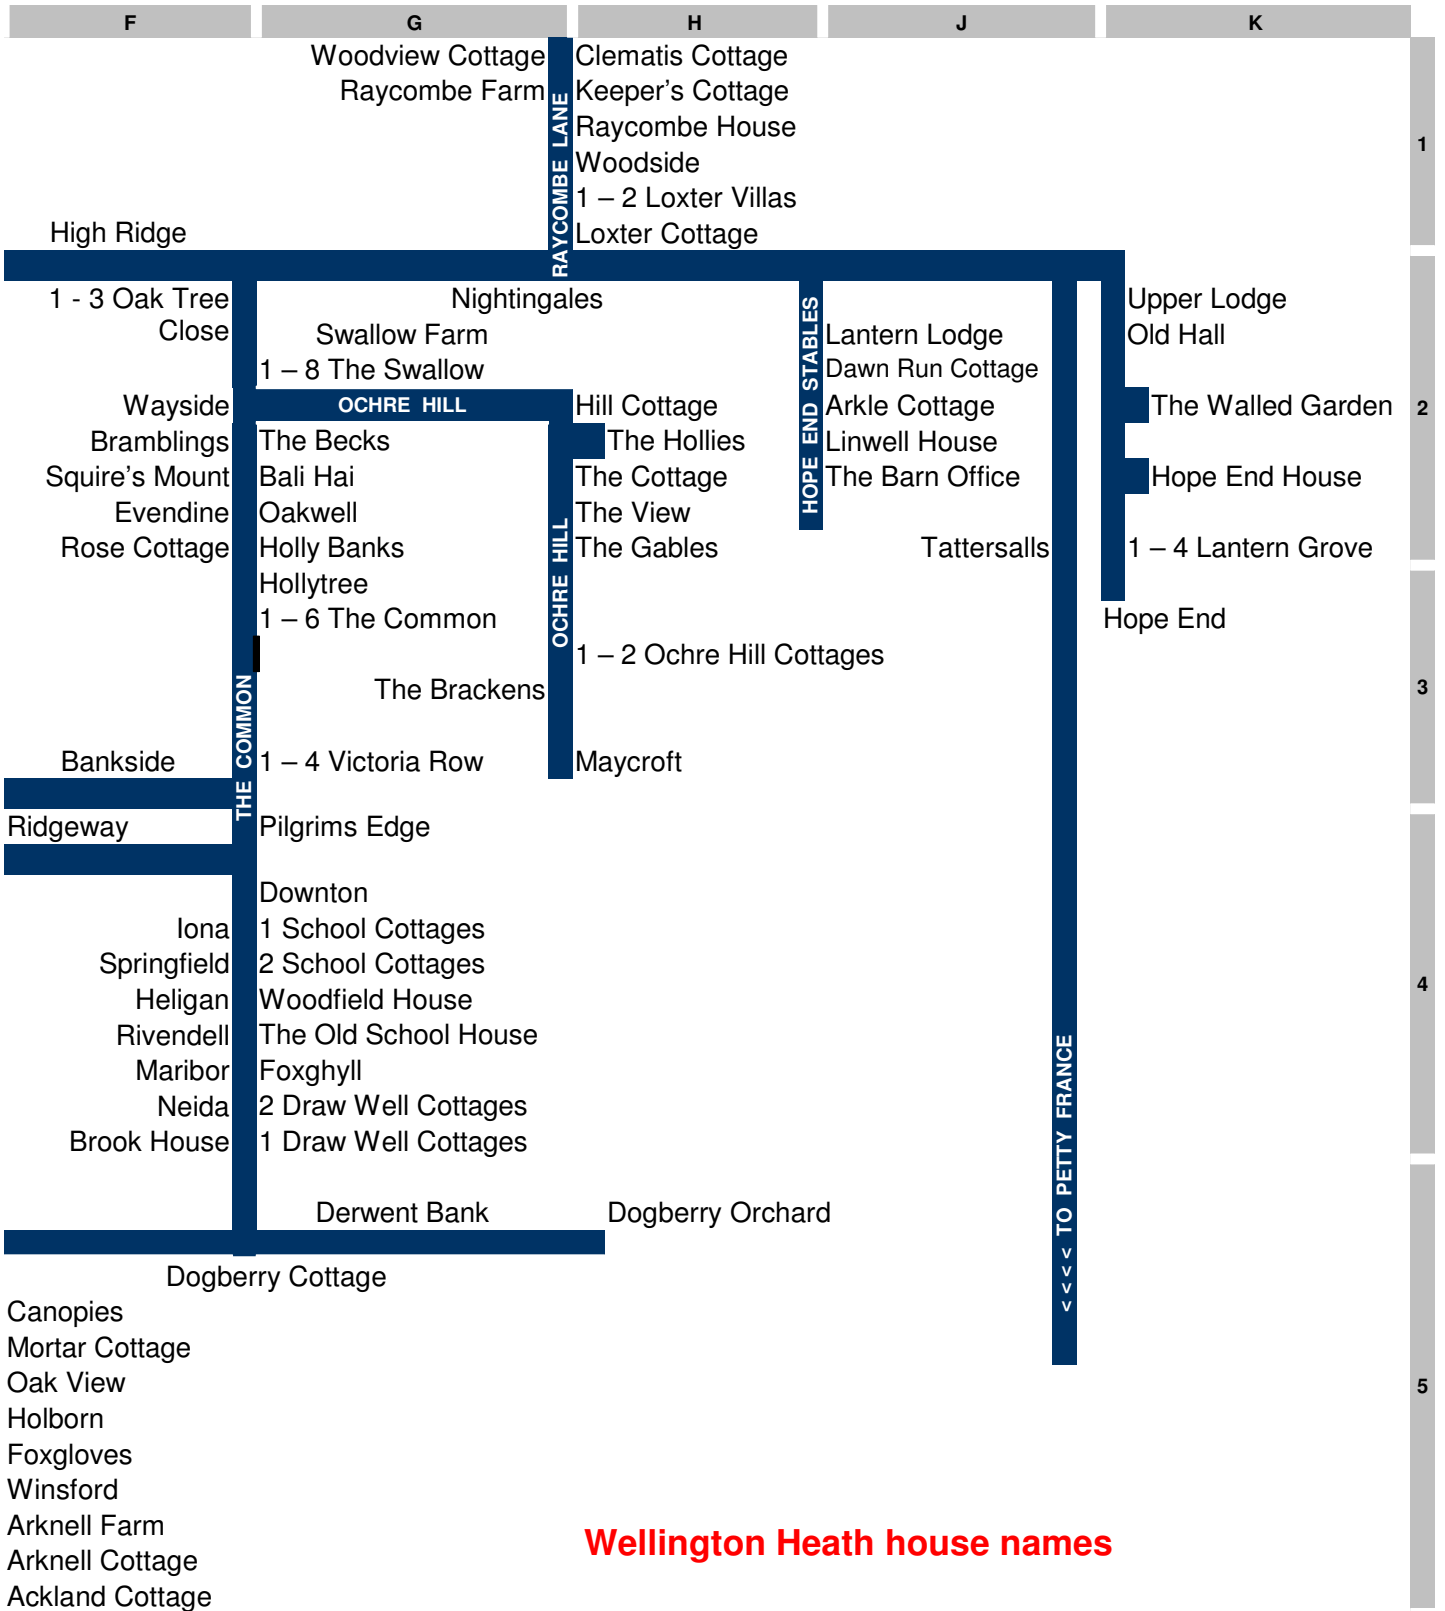 F G H J K
Woodview Cottage Clematis Cottage
Raycombe Farm Keeper's Cottage
Raycombe House
1
Woodside
1 – 2 Loxter Villas
High Ridge Loxter Cottage
RAYCOMBE LANE
1 - 3 Oak Tree Nightingales Upper Lodge
Close Swallow Farm Lantern Lodge Old Hall
1 – 8 The Swallow Dawn Run Cottage
Wayside OCHRE HILL Hill Cottage Arkle Cottage The Walled Garden 2
Bramblings The Becks The Hollies Linwell House
Squire's Mount Bali Hai The Cottage The Barn Office Hope End House
HOPE END STABLES
Evendine Oakwell The View
Rose Cottage Holly Banks The Gables Tattersalls 1 – 4 Lantern Grove
Hollytree
OCHRE HILL
1 – 6 The Common Hope End
1 – 2 Ochre Hill Cottages
The Brackens 3
THE COMMON
Bankside 1 – 4 Victoria Row Maycroft
Ridgeway Pilgrims Edge
Downton
Iona 1 School Cottages
Springfield 2 School Cottages
4
Heligan Woodfield House
Rivendell The Old School House
Maribor Foxghyll
Neida 2 Draw Well Cottages
Brook House 1 Draw Well Cottages
<<<< TO PETTY FRANCE
Derwent Bank Dogberry Orchard
Dogberry Cottage
Canopies
Mortar Cottage
Oak View 5
Holborn
Foxgloves
Winsford
Arknell Farm
Wellington Heath house names
Arknell Cottage
Ackland Cottage